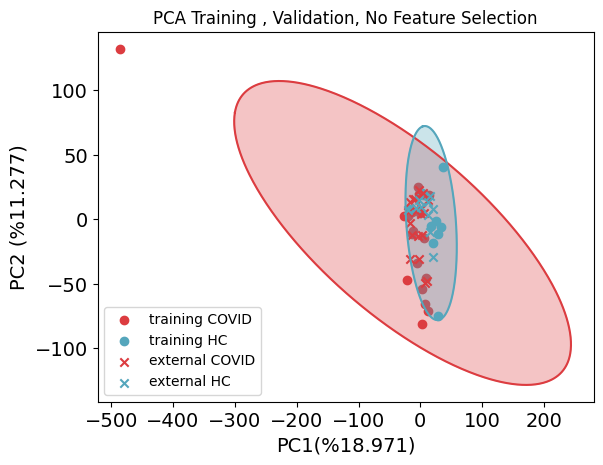 PCA Training , Validation, No Feature Selection
PC2 (%11.277)
100
50
0
−50
−100
training COVID
training HC
external COVID
external HC
−500 −400 −300 −200 −100 0 100 200
PC1(%18.971)